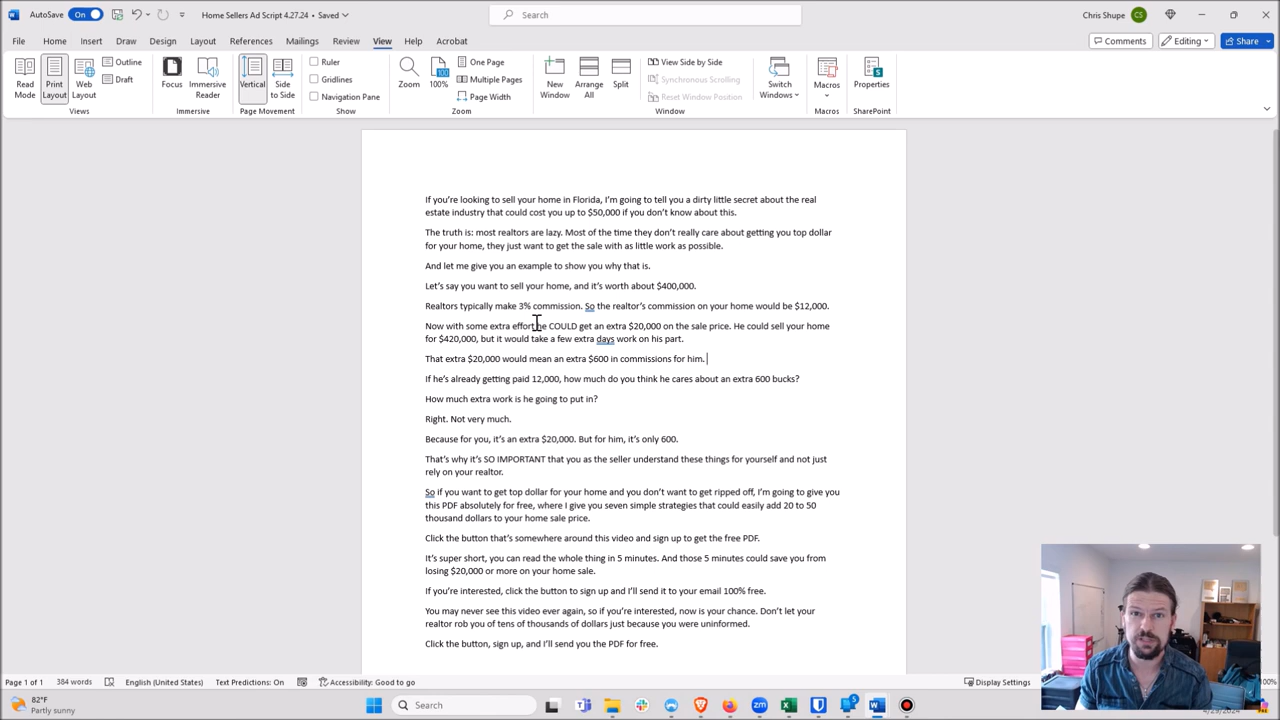 AutoSave On Home Sellers Ad Script 4.27.24 • Saved Search Chris Shupe CS
File Home Insert Draw Design Layout References Mailings Review View Help Acrobat Comments Editing Share
Read Mode
Print Layout
Web Layout
Outline
Draft
Views
Focus
Immersive Reader
Immersive
Vertical
Side to Side
Page Movement
Ruler
Gridlines
Navigation Pane
Show
Zoom
100%
One Page
Multiple Pages
Page Width
Zoom
New Window
Arrange All
Split
View Side by Side
Synchronous Scrolling
Reset Window Position
Window
Switch Windows
Macros
Macros
Properties
SharePoint
If you're looking to sell your home in Florida, I'm going to tell you a dirty little secret about the real
estate industry that could cost you up to $50,000 if you don't know about this.
The truth is: most realtors are lazy. Most of the time they don't really care about getting you top dollar
for your home, they just want to get the sale with as little work as possible.
And let me give you an example to show you why that is.
Let's say you want to sell your home, and it's worth about $400,000.
Realtors typically make 3% commission. So the realtor's commission on your home would be $12,000.
Now with some extra effort he COULD get an extra $20,000 on the sale price. He could sell your home
for $420,000, but it would take a few extra days work on his part.
That extra $20,000 would mean an extra $600 in commissions for him.
If he's already getting paid 12,000, how much do you think he cares about an extra 600 bucks?
How much extra work is he going to put in?
Right. Not very much.
Because for you, it's an extra $20,000. But for him, it's only 600.
That's why it's SO IMPORTANT that you as the seller understand these things for yourself and not just
rely on your realtor.
So if you want to get top dollar for your home and you don't want to get ripped off, I'm going to give you
this PDF absolutely for free, where I give you seven simple strategies that could easily add 20 to 50
thousand dollars to your home sale price.
Click the button that's somewhere around this video and sign up to get the free PDF.
It's super short, you can read the whole thing in 5 minutes. And those 5 minutes could save you from
losing $20,000 or more on your home sale.
If you're interested, click the button to sign up and I'll send it to your email 100% free.
You may never see this video ever again, so if you're interested, now is your chance. Don't let your
realtor rob you of tens of thousands of dollars just because you were uninformed.
Click the button, sign up, and I'll send you the PDF for free.
Page 1 of 1 384 words English (United States) Text Predictions: On Accessibility: Good to go Display Settings
82°F
Partly sunny
Search